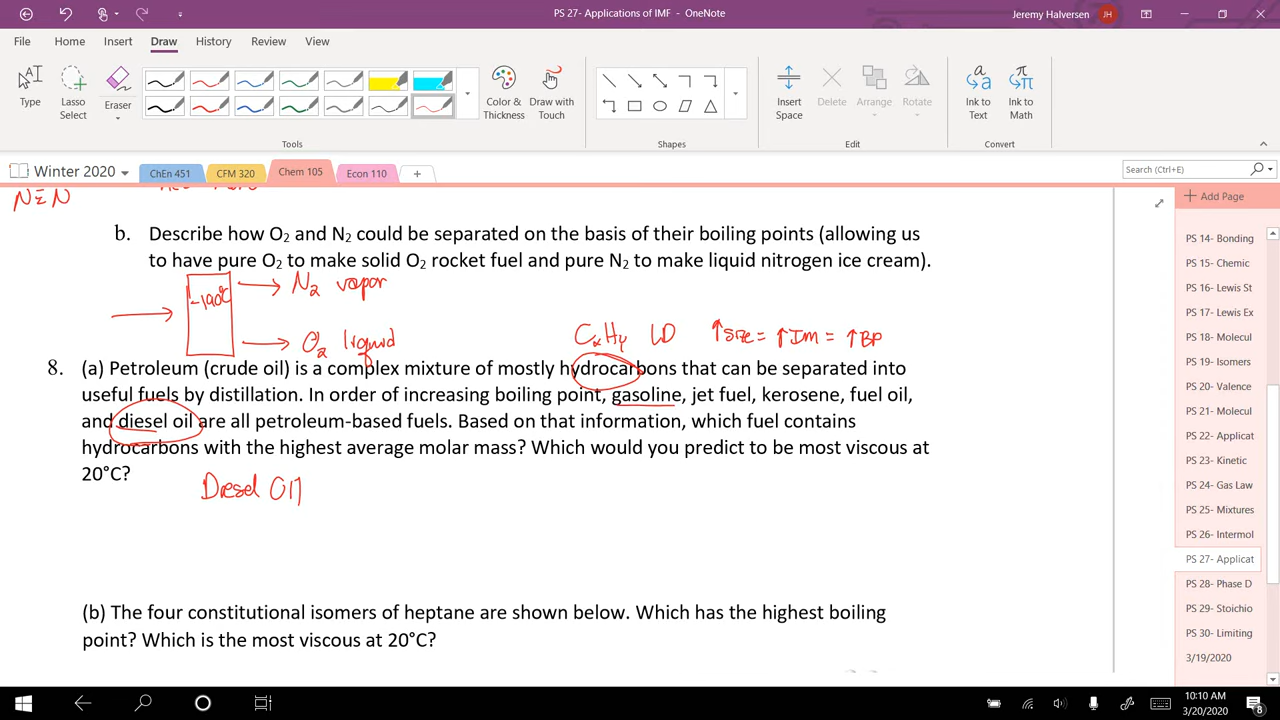 PS 27- Applications of IMF - OneNote
Jeremy Halversen JH
File Home Insert Draw History Review View
Type
Lasso Select
Eraser
Color & Thickness
Draw with Touch
Insert Space
Delete
Arrange
Rotate
Ink to Text
Ink to Math
Tools Shapes Edit Convert
Winter 2020 ChEn 451 CFM 320 Chem 105 Econ 110 +
Search (Ctrl+E)
Add Page
PS 14- Bonding
PS 15- Chemic
PS 16- Lewis St
PS 17- Lewis Ex
PS 18- Molecul
PS 19- Isomers
PS 20- Valence
PS 21- Molecul
PS 22- Applicat
PS 23- Kinetic
PS 24- Gas Law
PS 25- Mixtures
PS 26- Intermol
PS 27- Applicat
PS 28- Phase D
PS 29- Stoichio
PS 30- Limiting
3/19/2020
N≡N
b. Describe how O₂ and N₂ could be separated on the basis of their boiling points (allowing us
to have pure O₂ to make solid O₂ rocket fuel and pure N₂ to make liquid nitrogen ice cream).
-190°C
→ N₂ vapor
→ O₂ liquid
CxHy LD ↑Size = ↑IM = ↑BP
8. (a) Petroleum (crude oil) is a complex mixture of mostly hydrocarbons that can be separated into
useful fuels by distillation. In order of increasing boiling point, gasoline, jet fuel, kerosene, fuel oil,
and diesel oil are all petroleum-based fuels. Based on that information, which fuel contains
hydrocarbons with the highest average molar mass? Which would you predict to be most viscous at
20°C?
Diesel Oil
(b) The four constitutional isomers of heptane are shown below. Which has the highest boiling
point? Which is the most viscous at 20°C?
10:10 AM
3/20/2020
8